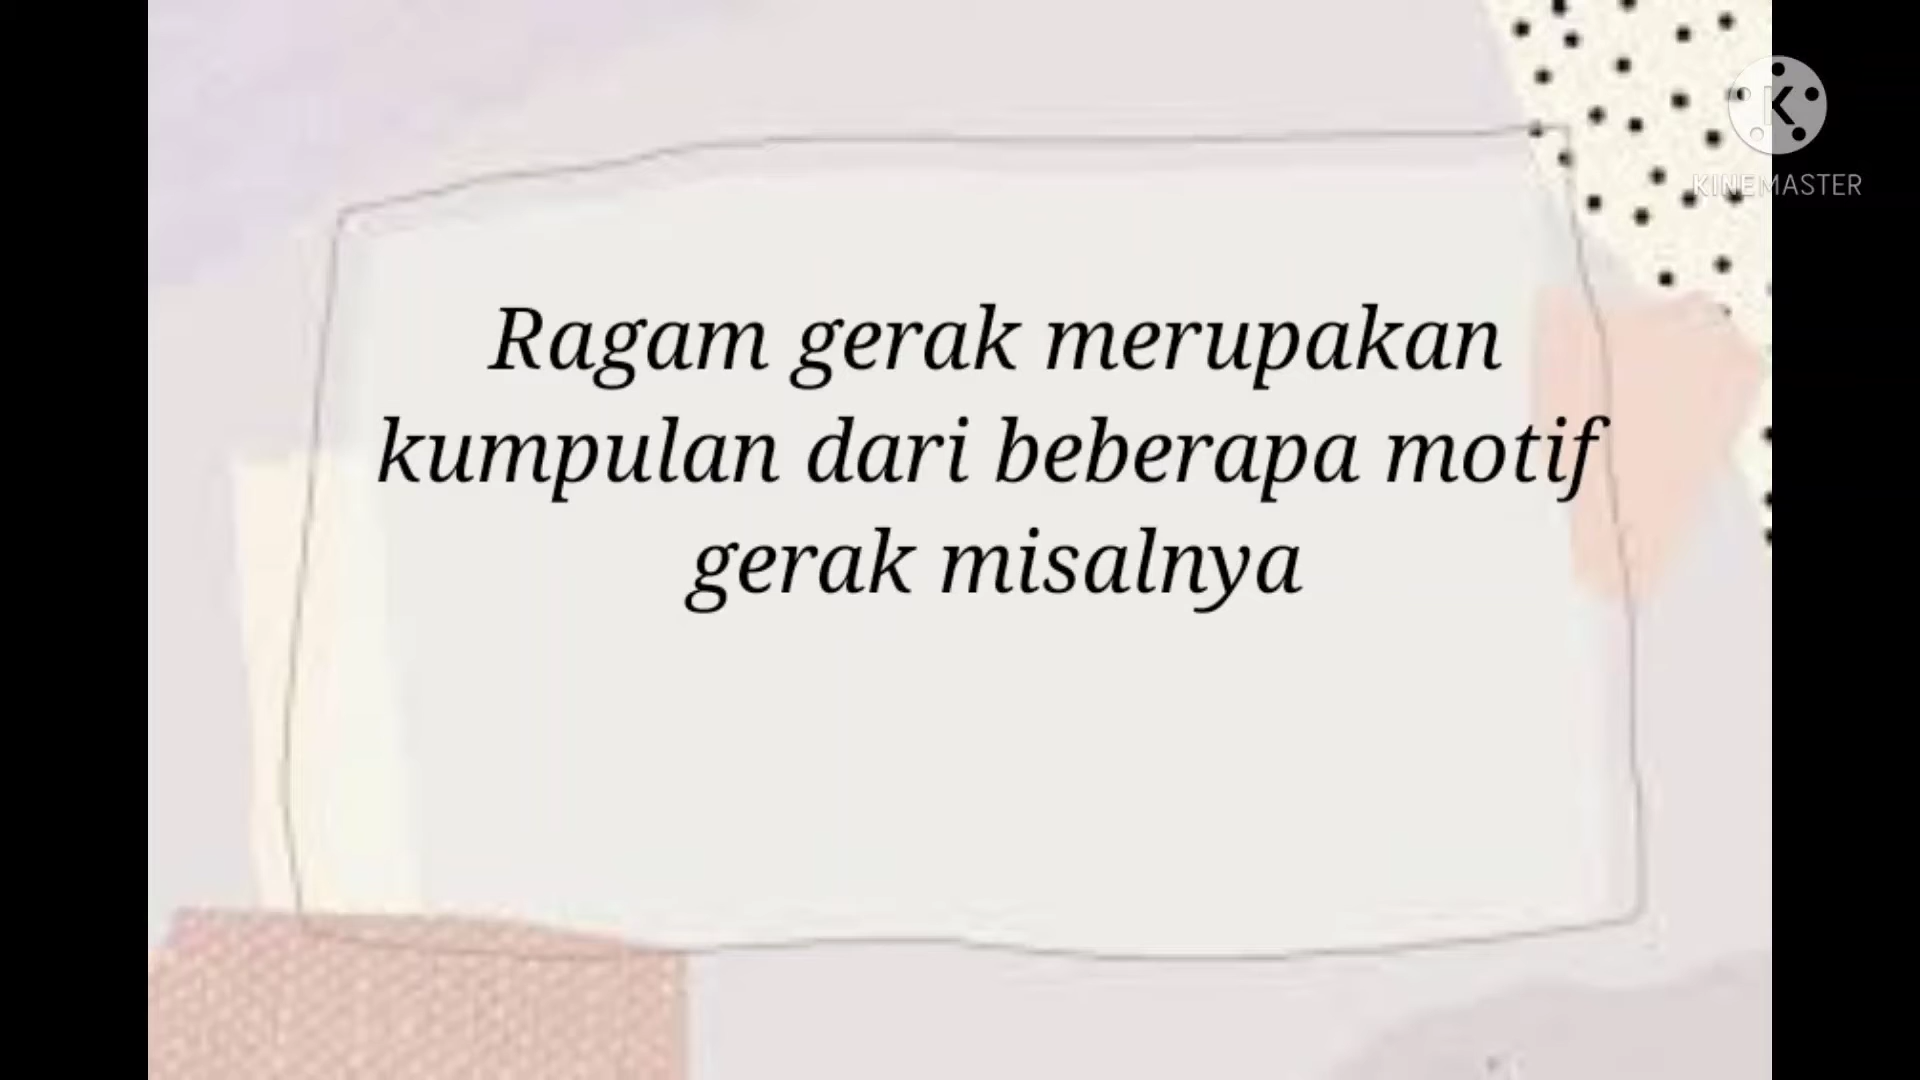 Ragam gerak merupakan
kumpulan dari beberapa motif
gerak misalnya
K
KINEMASTER